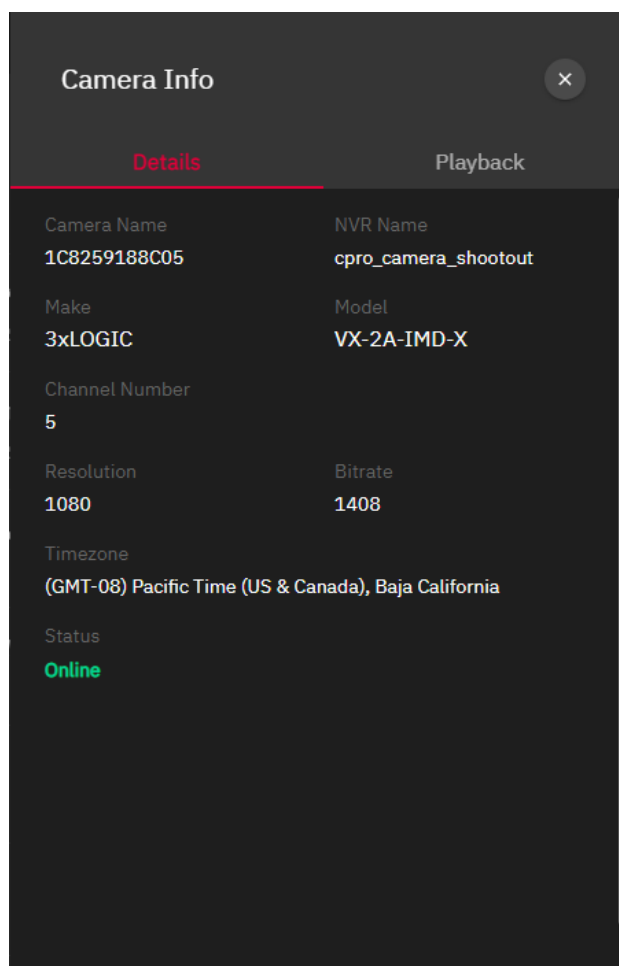 Camera Info
×
Details Playback
Camera Name NVR Name
1C8259188C05 cpro_camera_shootout
Make Model
3xLOGIC VX-2A-IMD-X
Channel Number
5
Resolution Bitrate
1080 1408
Timezone
(GMT-08) Pacific Time (US & Canada), Baja California
Status
Online